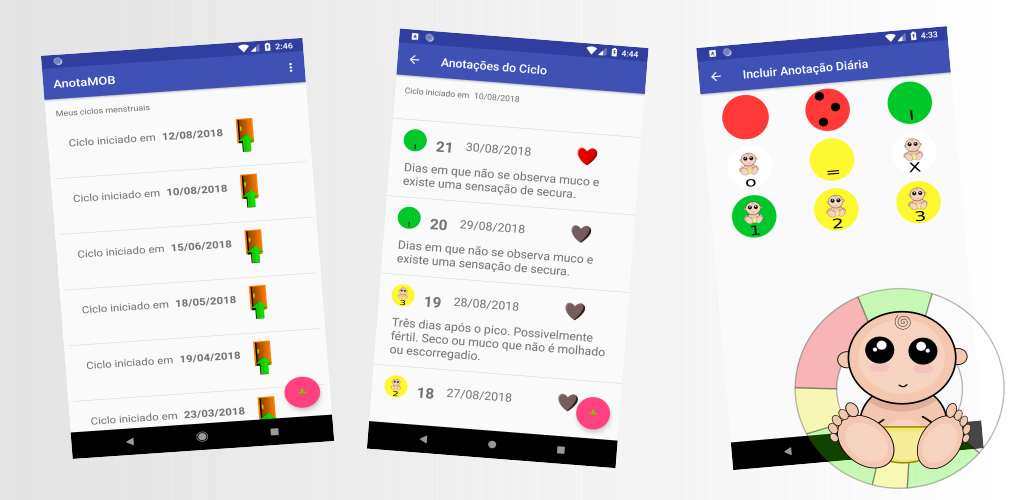 2:46
AnotaMOB
Meus ciclos menstruais
Ciclo iniciado em 12/08/2018
Ciclo iniciado em 10/08/2018
Ciclo iniciado em 15/06/2018
Ciclo iniciado em 18/05/2018
Ciclo iniciado em 19/04/2018
Ciclo iniciado em 23/03/2018
+
A 4:44
Anotações do Ciclo
Ciclo iniciado em 10/08/2018
I 21 30/08/2018
Dias em que não se observa muco e
existe uma sensação de secura.
I 20 29/08/2018
Dias em que não se observa muco e
existe uma sensação de secura.
3 19 28/08/2018
Três dias após o pico. Possivelmente
fértil. Seco ou muco que não é molhado
ou escorregadio.
2 18 27/08/2018
+
A 4:33
Incluir Anotação Diária
I
O = X
1 2 3